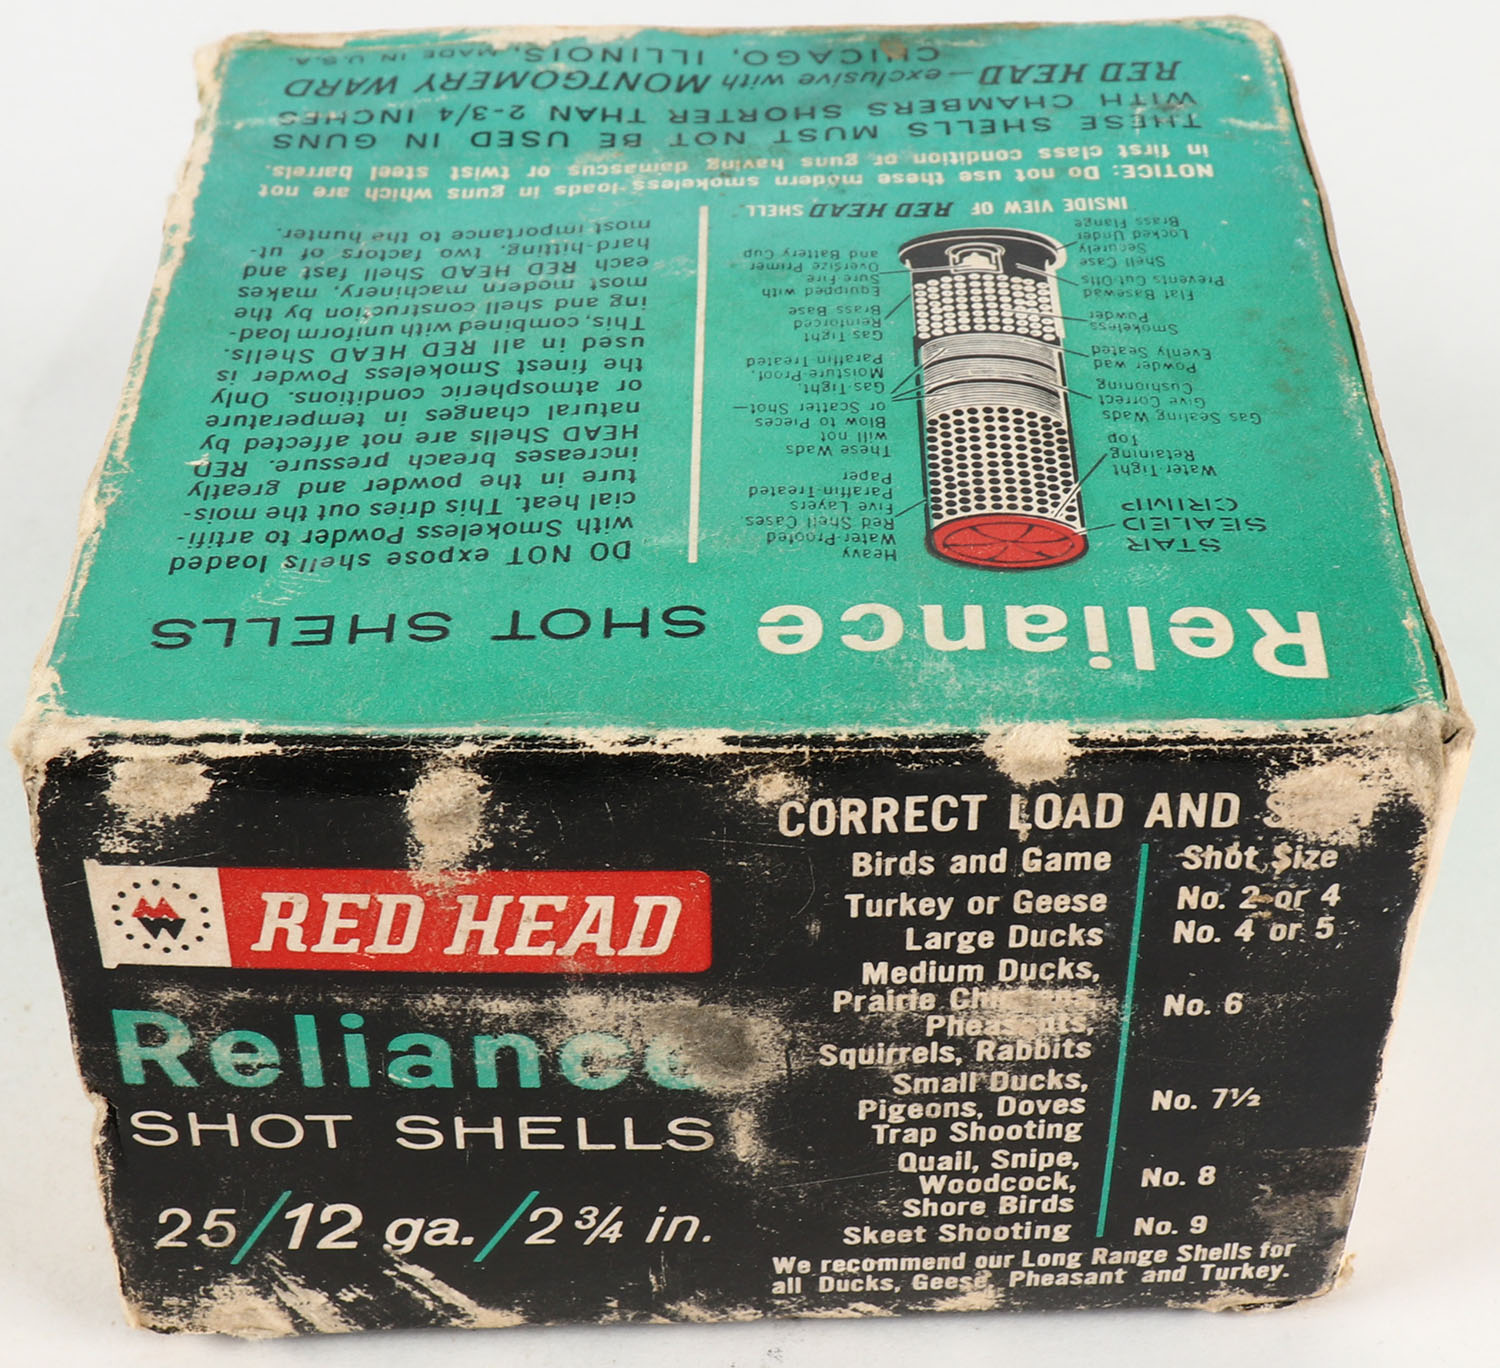 Reliance SHOT SHELLS
STAR
SEALED
CRIMP
Water-Tight
Retaining
Top
Gas Sealing Wads
Give Correct
Cushioning
Powder wad
Evenly Seated
Smokeless
Powder
Flat Basewad
Prevents Cut-Offs
Shell Case
Securely
Locked Under
Brass Flange
Heavy
Water-Proofed
Red Shell Cases.
Five Layers
Paraffin-Treated
Paper
These Wads
will not
Blow to Pieces
or Scatter Shot—
Gas-Tight,
Moisture-Proof,
Paraffin-Treated
Gas-Tight
Reinforced
Brass Base
Equipped with
Sure-Fire
Oversize Primer
and Battery Cup
INSIDE VIEW OF RED HEAD SHELL
DO NOT expose shells loaded
with Smokeless Powder to artifi-
cial heat. This dries out the mois-
ture in the powder and greatly
increases breach pressure. RED
HEAD Shells are not affected by
natural changes in temperature
or atmospheric conditions. Only
the finest Smokeless Powder is
used in all RED HEAD Shells.
This, combined with uniform load-
ing and shell construction by the
most modern machinery, makes
each RED HEAD Shell fast and
hard-hitting, two factors of ut-
most importance to the hunter.
NOTICE: Do not use these modern smokeless loads in guns which are not
in first class condition or guns having damascus or twist steel barrels.
THESE SHELLS MUST NOT BE USED IN GUNS
WITH CHAMBERS SHORTER THAN 2-3/4 INCHES
RED HEAD—exclusive with MONTGOMERY WARD
CHICAGO, ILLINOIS, MADE IN U.S.A.
MW RED HEAD
Reliance
SHOT SHELLS
25/12 ga./2 3/4 in.
CORRECT LOAD AND
Birds and Game Shot Size
Turkey or Geese No. 2 or 4
Large Ducks No. 4 or 5
Medium Ducks,
Prairie Chickens,
Pheasants, No. 6
Squirrels, Rabbits
Small Ducks,
Pigeons, Doves No. 7½
Trap Shooting
Quail, Snipe,
Woodcock, No. 8
Shore Birds
Skeet Shooting No. 9
We recommend our Long Range Shells for
all Ducks, Geese, Pheasant and Turkey.